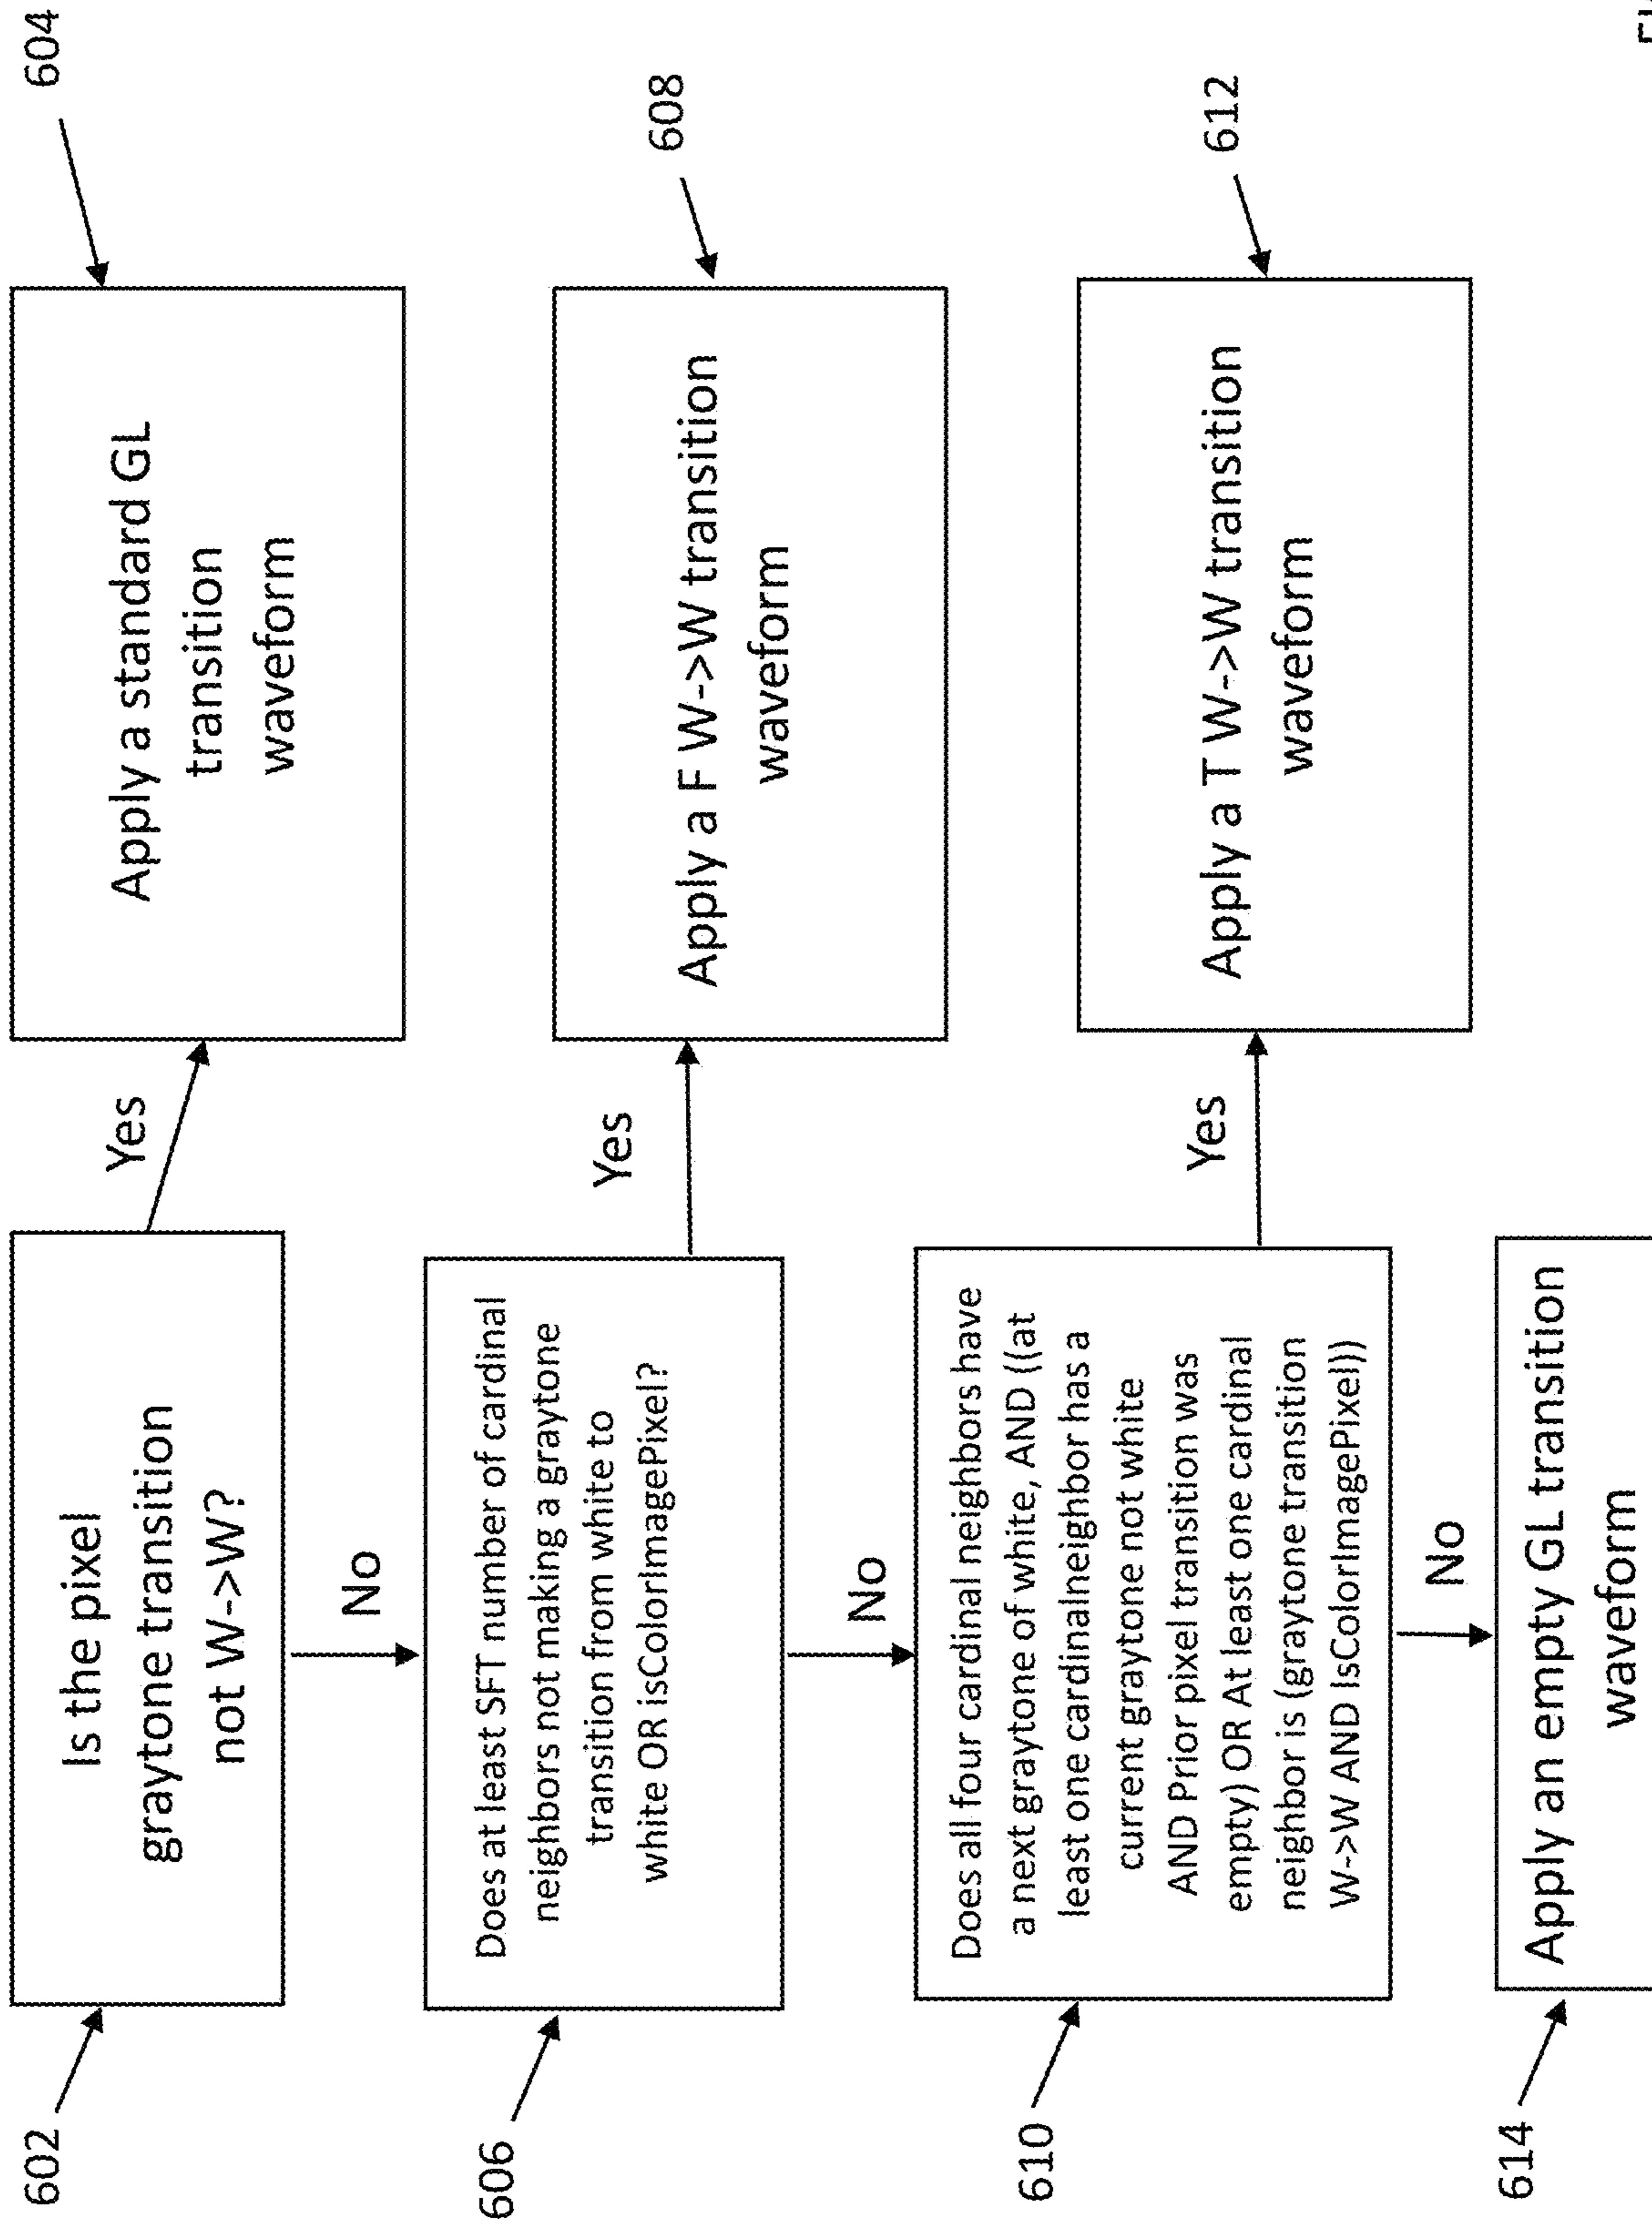 602
Is the pixel
graytone transition
not W->W?
Yes
Apply a standard GL
transition
waveform
604
No
606
Does at least SFT number of cardinal
neighbors not making a graytone
transition from white to
white OR isColorImagePixel?
Yes
Apply a F W->W transition
waveform
608
No
610
Does all four cardinal neighbors have
a next graytone of white, AND ((at
least one cardinalneighbor has a
current graytone not white
AND Prior pixel transition was
empty) OR At least one cardinal
neighbor is (graytone transition
W->W AND IsColorImagePixel))
Yes
Apply a T W->W transition
waveform
612
No
614
Apply an empty GL transition
waveform